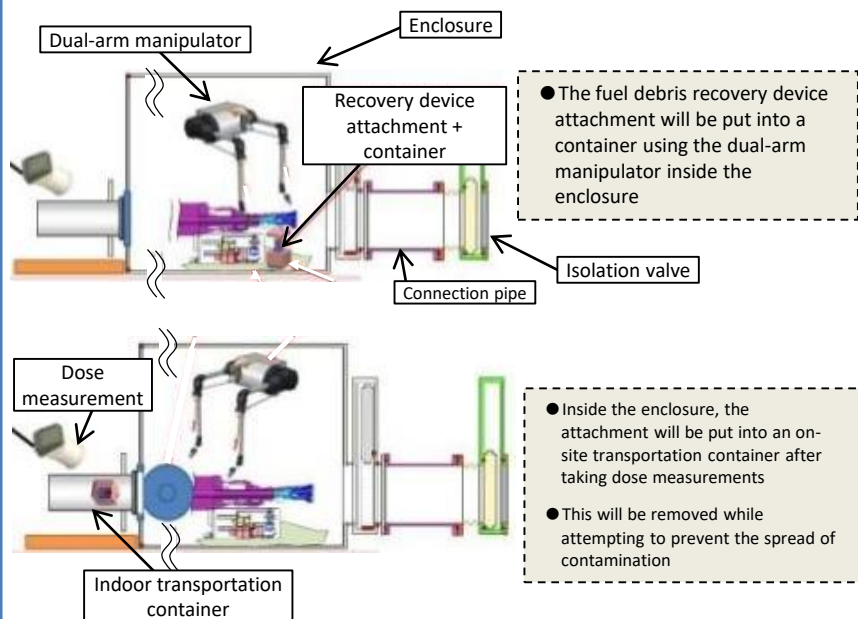 Dual-arm manipulator
Enclosure
Recovery device
attachment +
container
● The fuel debris recovery device
attachment will be put into a
container using the dual-arm
manipulator inside the
enclosure
Isolation valve
Connection pipe
Dose
measurement
● Inside the enclosure, the
attachment will be put into an on-
site transportation container after
taking dose measurements
● This will be removed while
attempting to prevent the spread of
contamination
Indoor transportation
container